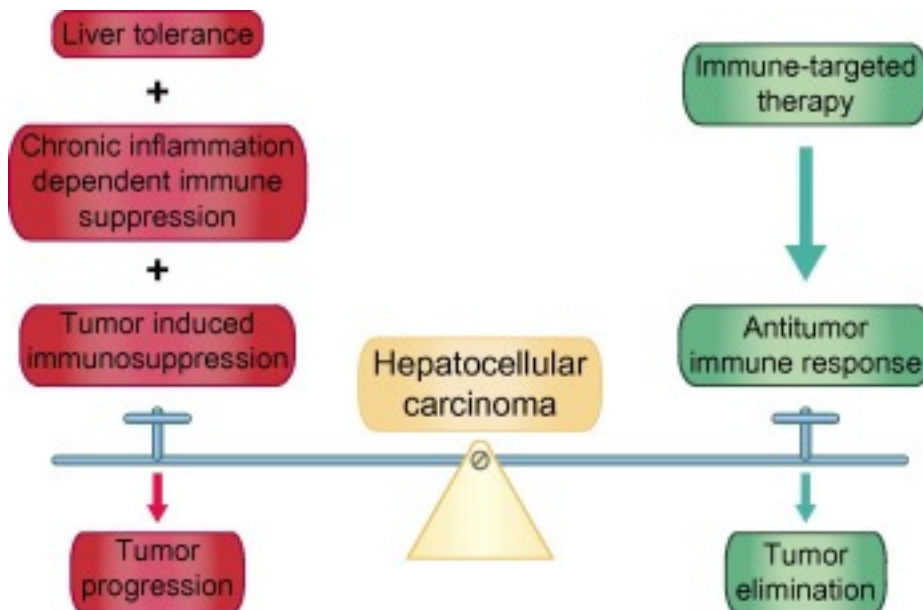 Liver tolerance
+
Chronic inflammation
dependent immune
suppression
+
Tumor induced
immunosuppression
Tumor
progression
Hepatocellular
carcinoma
Immune-targeted
therapy
Antitumor
immune response
Tumor
elimination